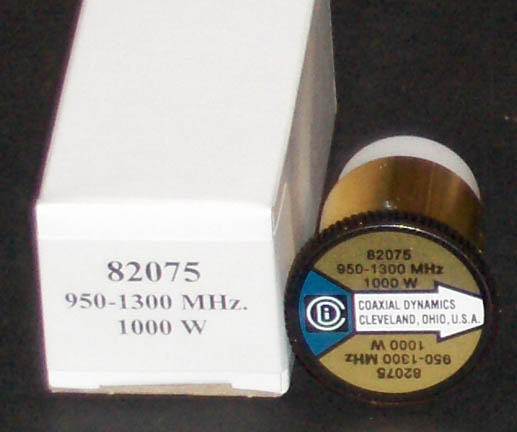 82075
950-1300 MHz.
1000 W
82075
950-1300 MHz
1000 W
CDI
COAXIAL DYNAMICS
CLEVELAND, OHIO, U.S.A.
82075
950-1300 MHz
1000 W